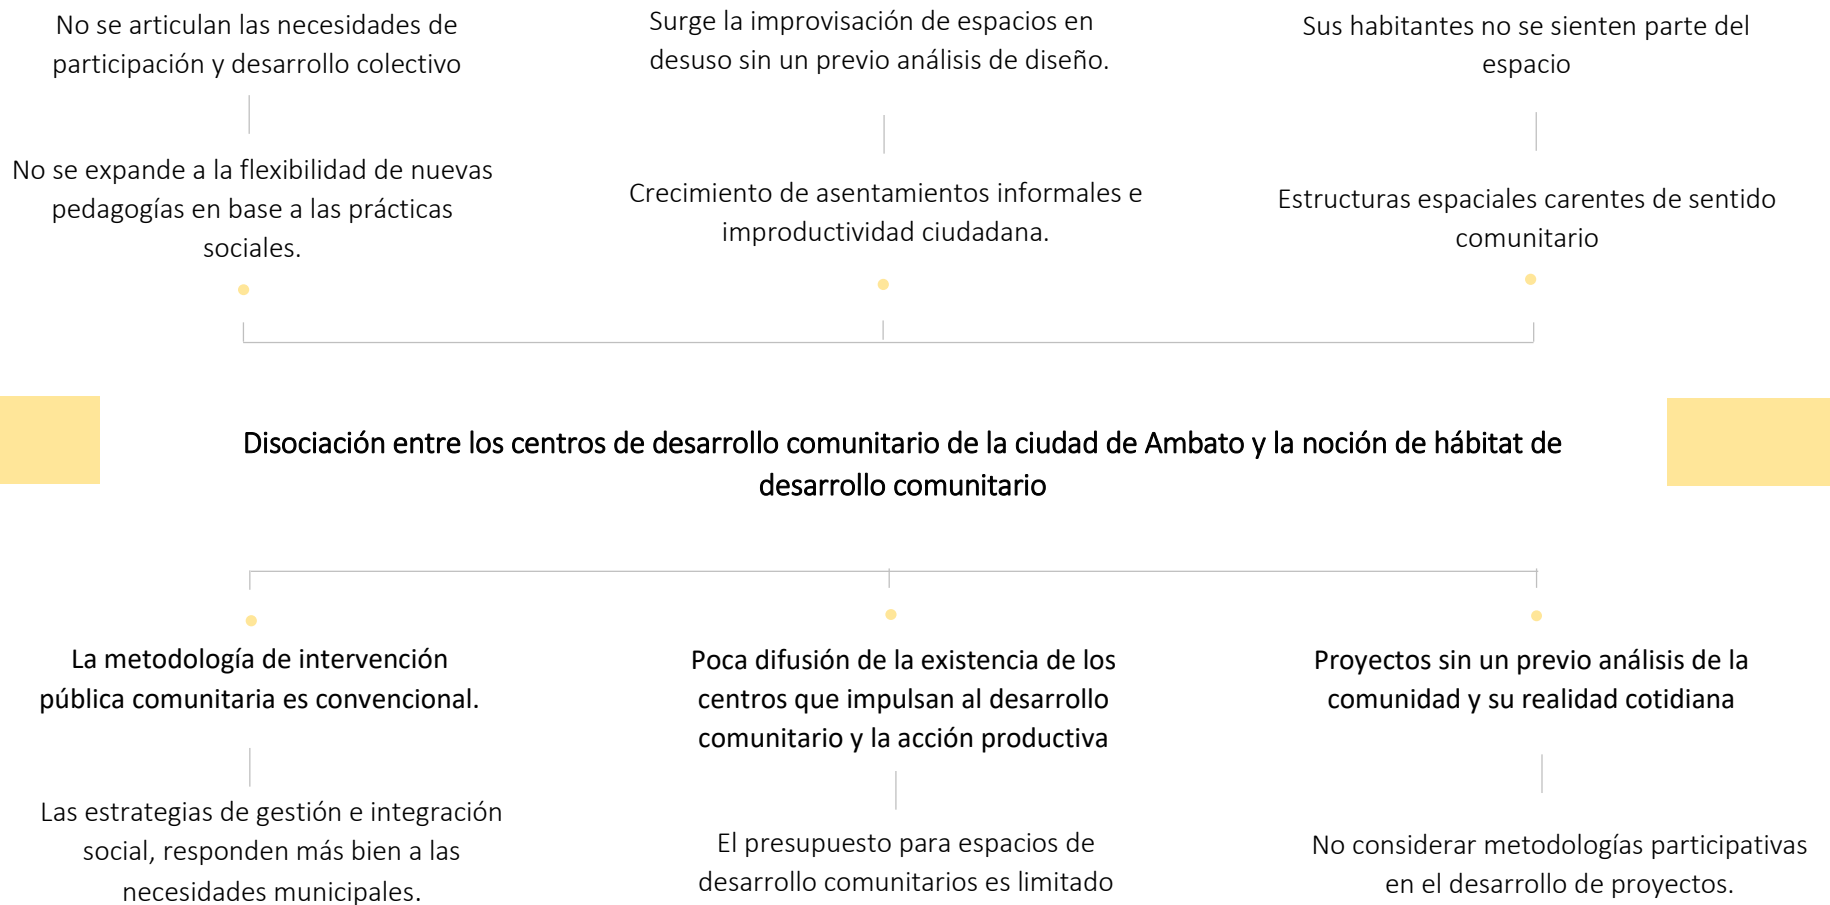 No se articulan las necesidades de
participación y desarrollo colectivo
Surge la improvisación de espacios en
desuso sin un previo análisis de diseño.
Sus habitantes no se sienten parte del
espacio
No se expande a la flexibilidad de nuevas
pedagogías en base a las prácticas
sociales.
Crecimiento de asentamientos informales e
improductividad ciudadana.
Estructuras espaciales carentes de sentido
comunitario
Disociación entre los centros de desarrollo comunitario de la ciudad de Ambato y la noción de hábitat de
desarrollo comunitario
La metodología de intervención
pública comunitaria es convencional.
Poca difusión de la existencia de los
centros que impulsan al desarrollo
comunitario y la acción productiva
Proyectos sin un previo análisis de la
comunidad y su realidad cotidiana
Las estrategias de gestión e integración
social, responden más bien a las
necesidades municipales.
El presupuesto para espacios de
desarrollo comunitarios es limitado
No considerar metodologías participativas
en el desarrollo de proyectos.